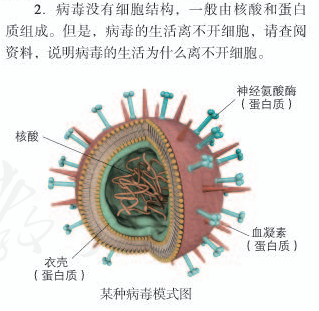 2．病毒没有细胞结构，一般由核酸和蛋白
质组成。但是，病毒的生活离不开细胞，请查阅
资料，说明病毒的生活为什么离不开细胞。
神经氨酸酶
（蛋白质）
核酸
血凝素
（蛋白质）
衣壳
（蛋白质）
某种病毒模式图